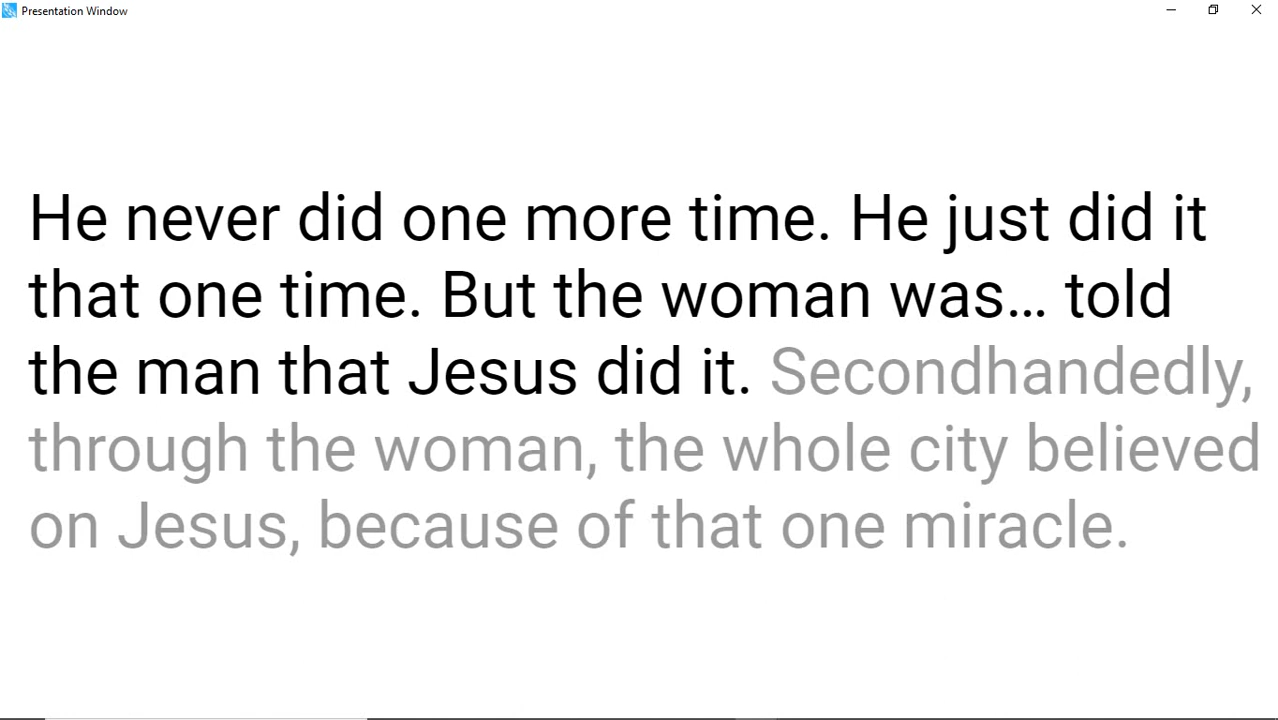 Presentation Window
He never did one more time. He just did it
that one time. But the woman was… told
the man that Jesus did it. Secondhandedly,
through the woman, the whole city believed
on Jesus, because of that one miracle.